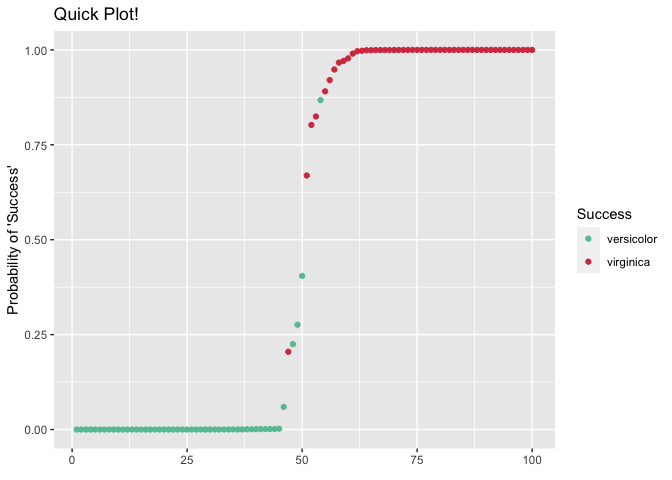 Quick Plot!
Probability of 'Success'
1.00
0.75
0.50
0.25
0.00
0 25 50 75 100
Success
versicolor
virginica